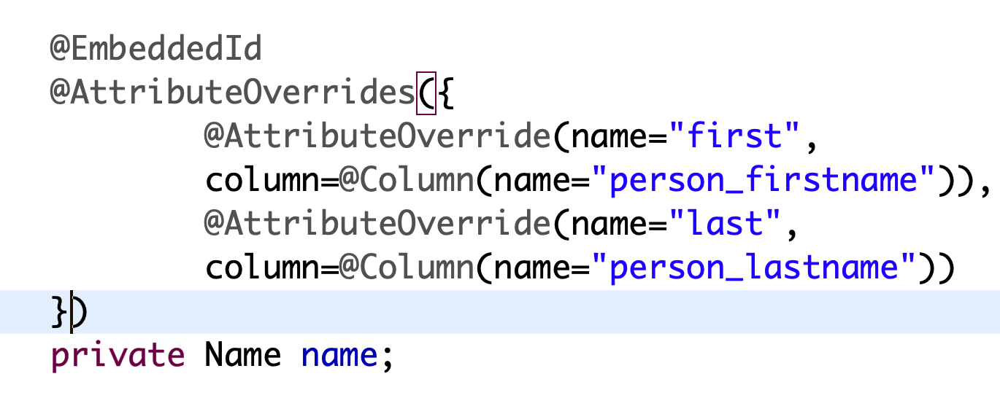 @EmbeddedId
@AttributeOverrides({
@AttributeOverride(name="first",
column=@Column(name="person_firstname")),
@AttributeOverride(name="last",
column=@Column(name="person_lastname"))
})
private Name name;